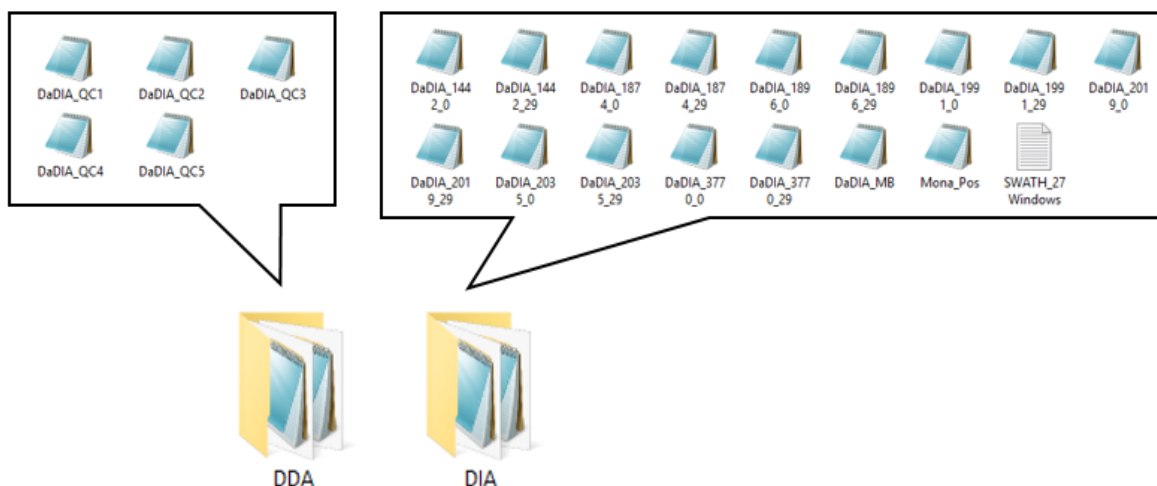 DaDIA_QC1 DaDIA_QC2 DaDIA_QC3
DaDIA_QC4 DaDIA_QC5
DaDIA_144
2_0
DaDIA_144
2_29
DaDIA_187
4_0
DaDIA_187
4_29
DaDIA_189
6_0
DaDIA_189
6_29
DaDIA_199
1_0
DaDIA_199
1_29
DaDIA_201
9_0
DaDIA_201
9_29
DaDIA_203
5_0
DaDIA_203
5_29
DaDIA_377
0_0
DaDIA_377
0_29
DaDIA_MB
Mona_Pos
SWATH_27
Windows
DDA
DIA